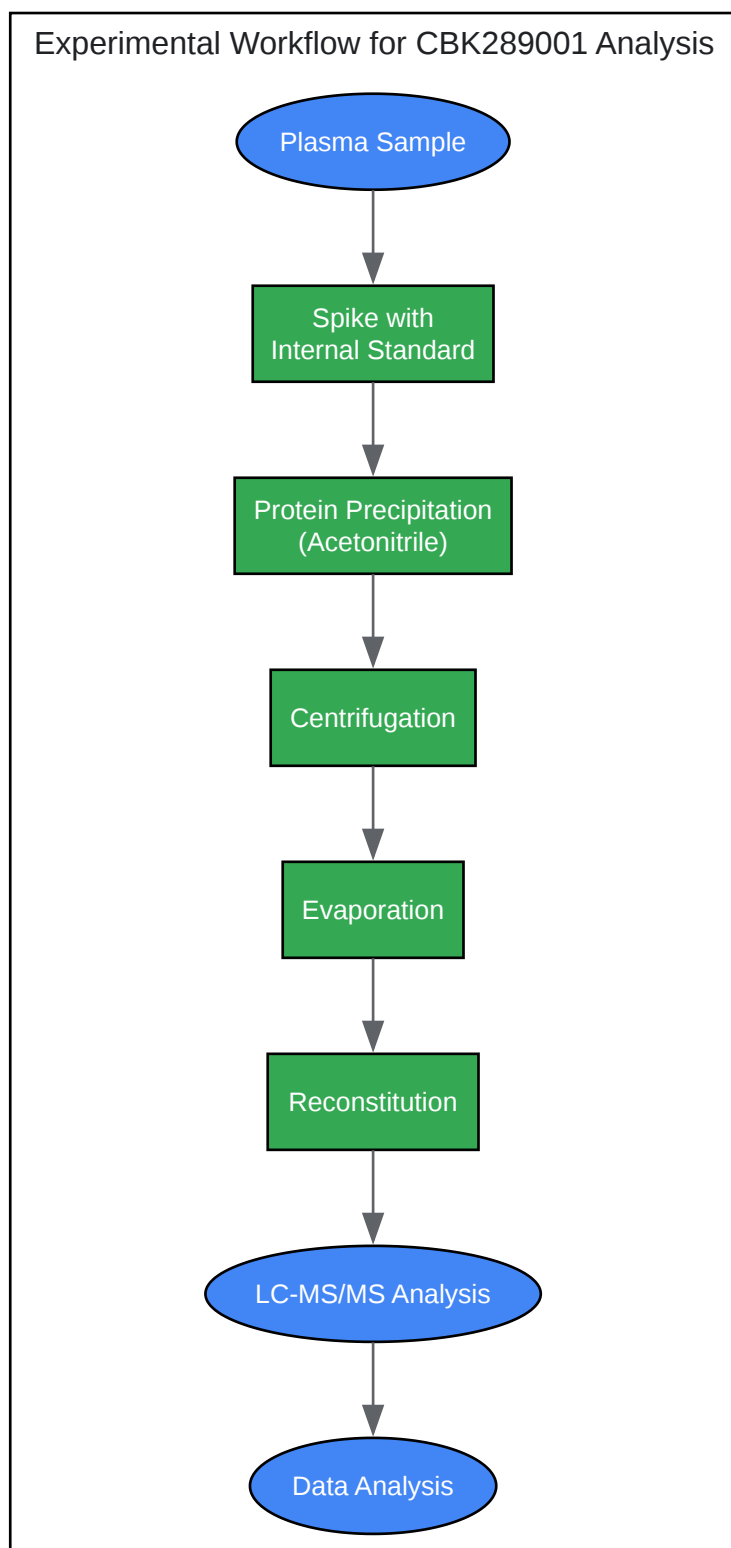 Experimental Workflow for CBK289001 Analysis
Plasma Sample
Spike with
Internal Standard
Protein Precipitation
(Acetonitrile)
Centrifugation
Evaporation
Reconstitution
LC-MS/MS Analysis
Data Analysis